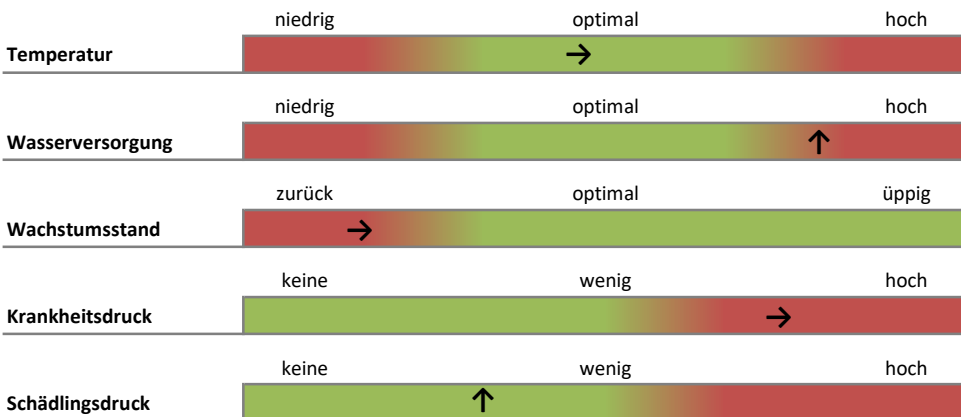 niedrig optimal hoch
Temperatur →
niedrig optimal hoch
Wasserversorgung ↑
zurück optimal üppig
Wachstumsstand →
keine wenig hoch
Krankheitsdruck →
keine wenig hoch
Schädlingsdruck ↑